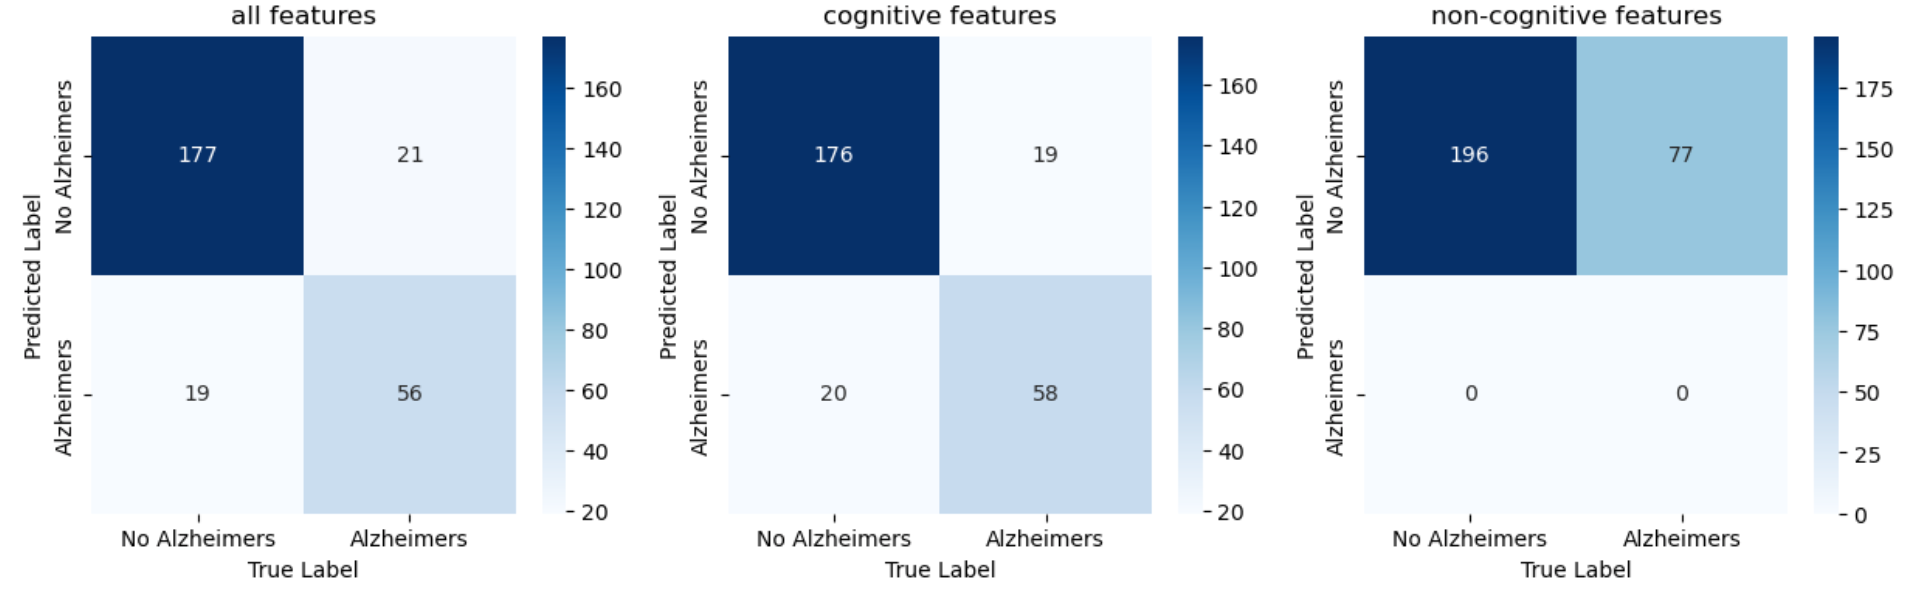 all features
No Alzheimers
Alzheimers
Predicted Label
177
21
19
56
No Alzheimers
Alzheimers
True Label
160
140
120
100
80
60
40
20
cognitive features
No Alzheimers
Alzheimers
Predicted Label
176
19
20
58
No Alzheimers
Alzheimers
True Label
160
140
120
100
80
60
40
20
non-cognitive features
No Alzheimers
Alzheimers
Predicted Label
196
77
0
0
No Alzheimers
Alzheimers
True Label
175
150
125
100
75
50
25
0